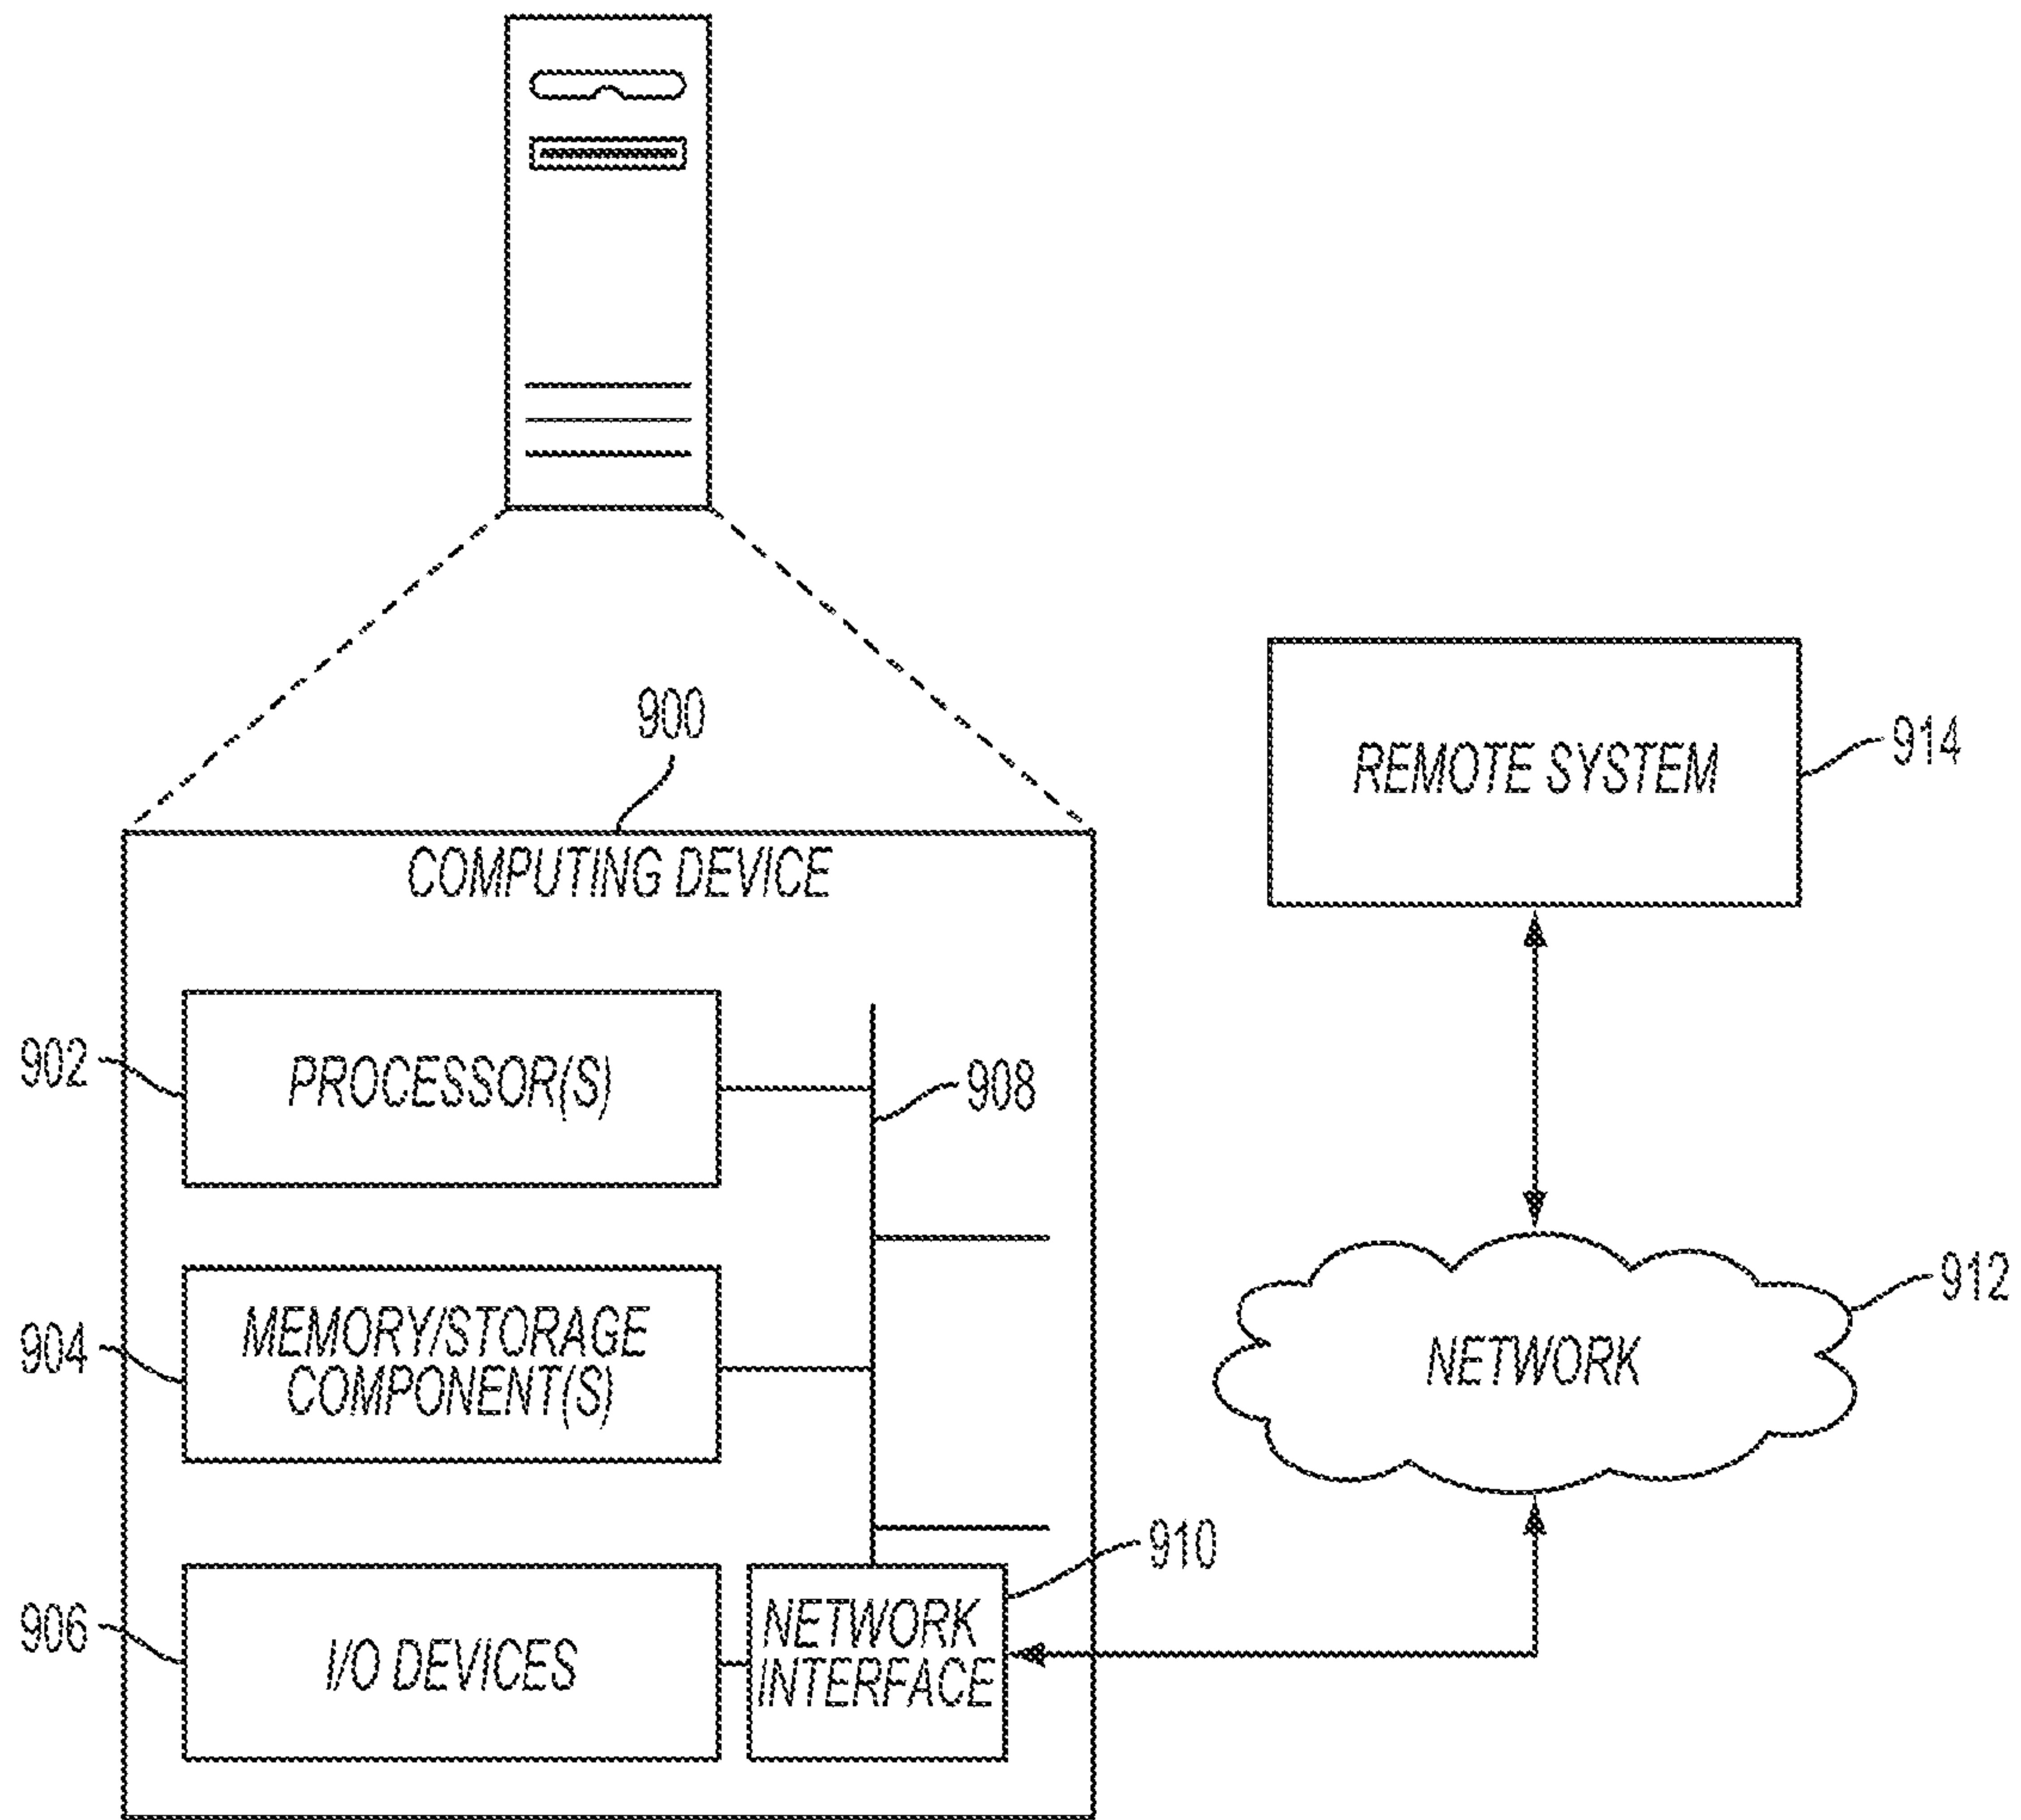 900
COMPUTING DEVICE
REMOTE SYSTEM
914
902
PROCESSOR(S)
908
904
MEMORY/STORAGE
COMPONENT(S)
NETWORK
912
906
I/O DEVICES
NETWORK
INTERFACE
910